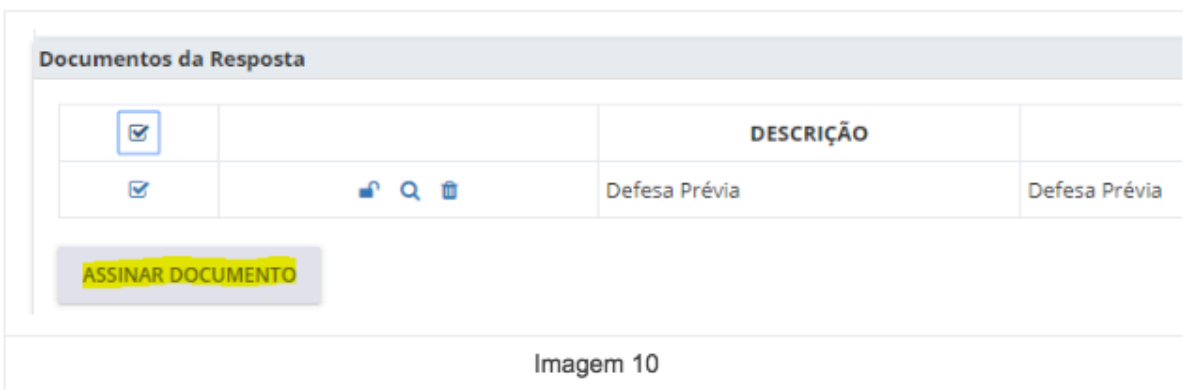 Documentos da Resposta
DESCRIÇÃO
Defesa Prévia Defesa Prévia
ASSINAR DOCUMENTO
Imagem 10